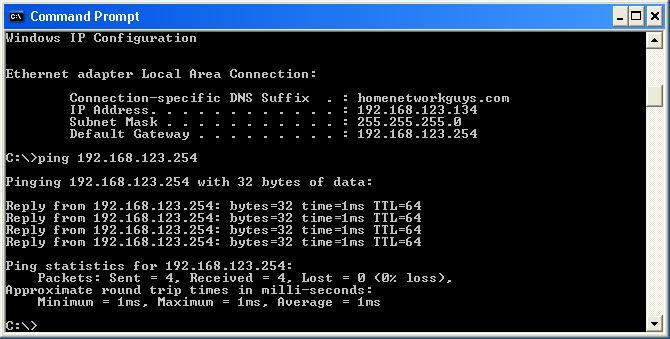 Command Prompt
Windows IP Configuration
Ethernet adapter Local Area Connection:
Connection-specific DNS Suffix  . : homenetworkguys.com
IP Address. . . . . . . . . . . . : 192.168.123.134
Subnet Mask . . . . . . . . . . . : 255.255.255.0
Default Gateway . . . . . . . . . : 192.168.123.254
C:\>ping 192.168.123.254
Pinging 192.168.123.254 with 32 bytes of data:
Reply from 192.168.123.254: bytes=32 time=1ms TTL=64
Reply from 192.168.123.254: bytes=32 time=1ms TTL=64
Reply from 192.168.123.254: bytes=32 time=1ms TTL=64
Reply from 192.168.123.254: bytes=32 time=1ms TTL=64
Ping statistics for 192.168.123.254:
Packets: Sent = 4, Received = 4, Lost = 0 (0% loss),
Approximate round trip times in milli-seconds:
Minimum = 1ms, Maximum = 1ms, Average = 1ms
C:\>